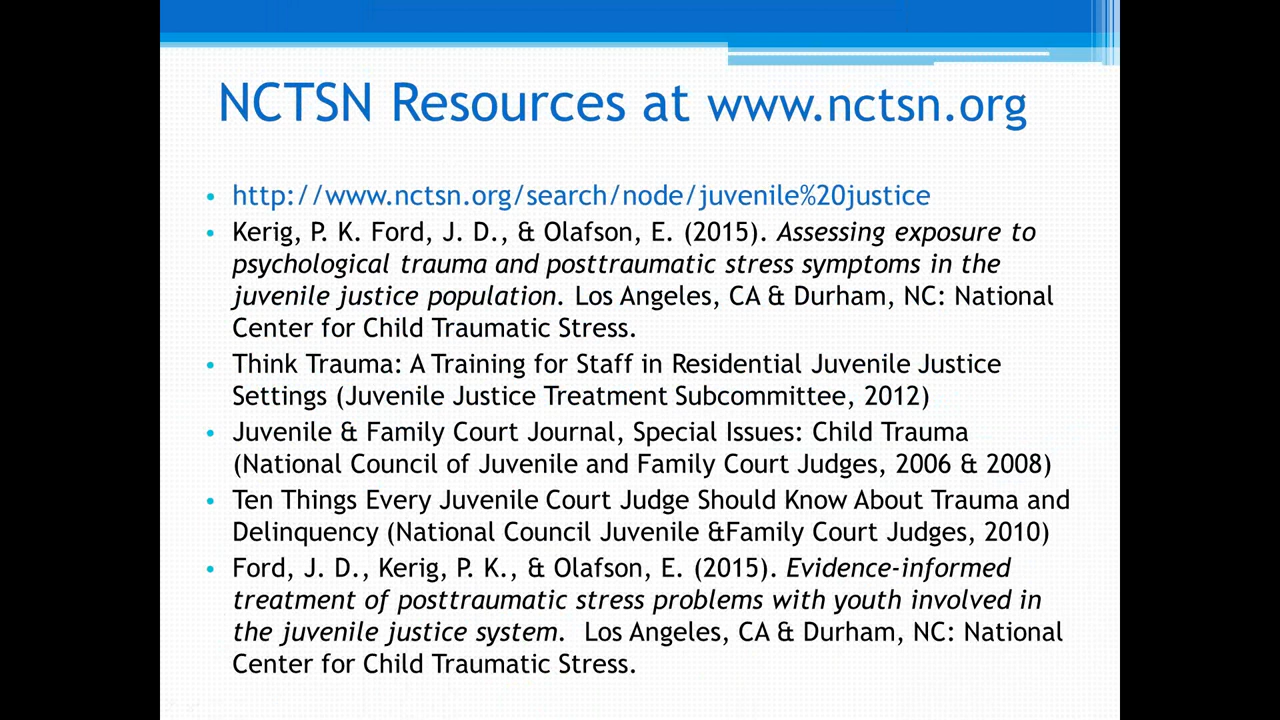 NCTSN Resources at www.nctsn.org
• http://www.nctsn.org/search/node/juvenile%20justice
• Kerig, P. K. Ford, J. D., & Olafson, E. (2015). Assessing exposure to
psychological trauma and posttraumatic stress symptoms in the
juvenile justice population. Los Angeles, CA & Durham, NC: National
Center for Child Traumatic Stress.
• Think Trauma: A Training for Staff in Residential Juvenile Justice
Settings (Juvenile Justice Treatment Subcommittee, 2012)
• Juvenile & Family Court Journal, Special Issues: Child Trauma
(National Council of Juvenile and Family Court Judges, 2006 & 2008)
• Ten Things Every Juvenile Court Judge Should Know About Trauma and
Delinquency (National Council Juvenile &Family Court Judges, 2010)
• Ford, J. D., Kerig, P. K., & Olafson, E. (2015). Evidence-informed
treatment of posttraumatic stress problems with youth involved in
the juvenile justice system. Los Angeles, CA & Durham, NC: National
Center for Child Traumatic Stress.